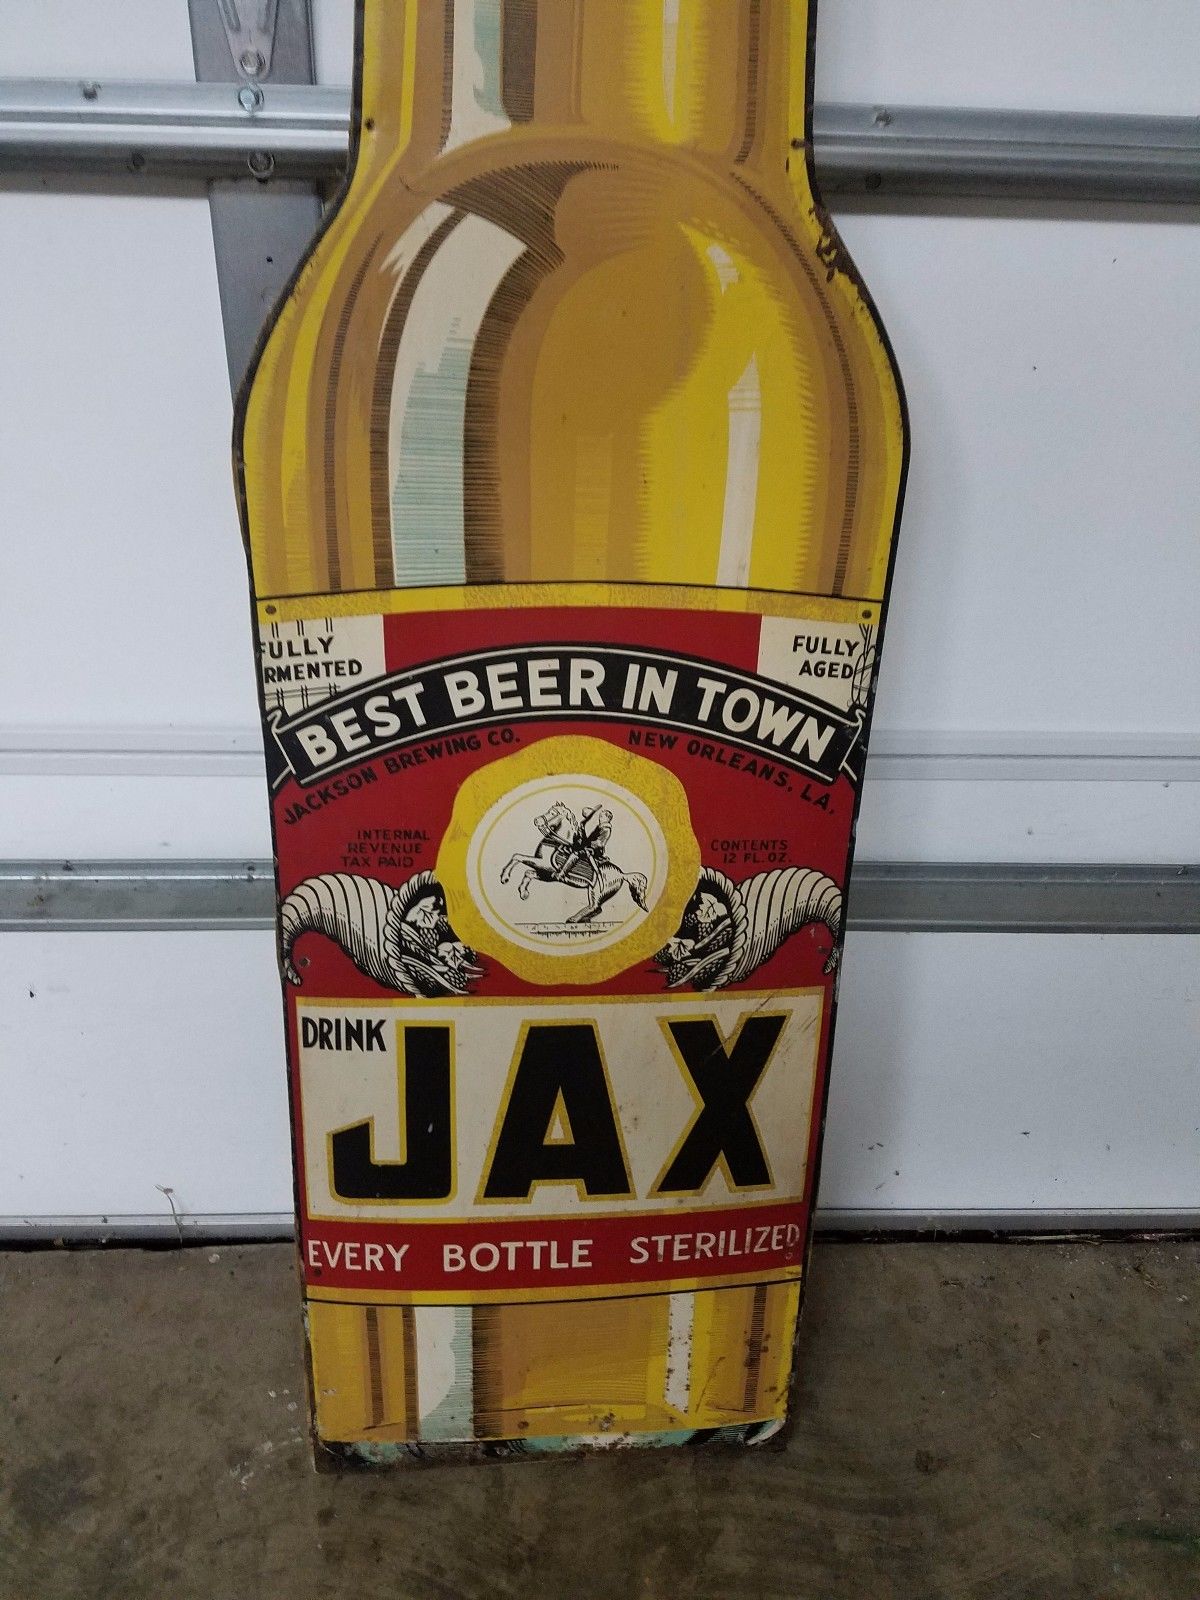 FULLY
RMENTED
FULLY
AGED
BEST BEER IN TOWN
JACKSON BREWING CO.
NEW ORLEANS, LA.
INTERNAL
REVENUE
TAX PAID
CONTENTS
12 FL. OZ.
DRINK
JAX
EVERY BOTTLE STERILIZED